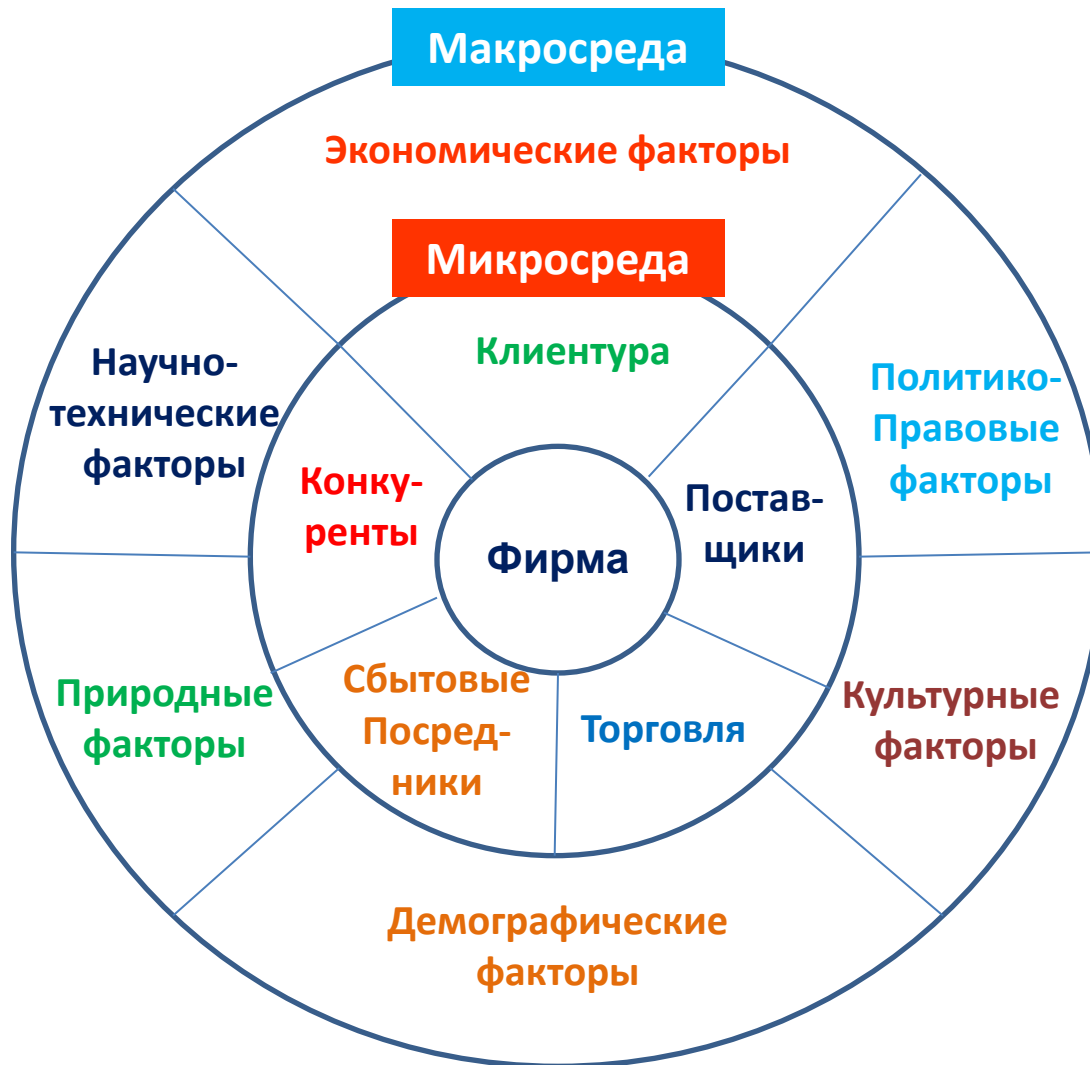 Макросреда
Экономические факторы
Микросреда
Клиентура
Научно-
технические
факторы
Политико-
Правовые
факторы
Конку-
ренты
Постав-
щики
Фирма
Природные
факторы
Сбытовые
Посред-
ники
Торговля
Культурные
факторы
Демографические
факторы